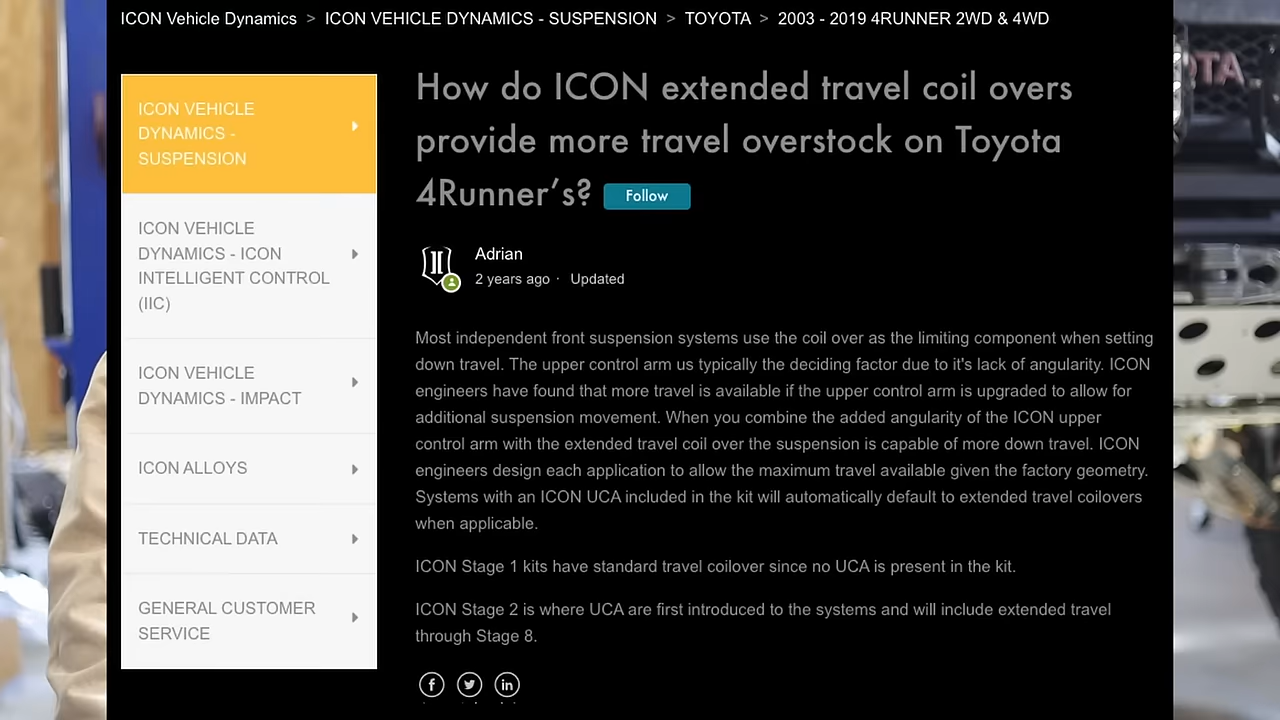 ICON Vehicle Dynamics > ICON VEHICLE DYNAMICS - SUSPENSION > TOYOTA > 2003 - 2019 4RUNNER 2WD & 4WD
ICON VEHICLE
DYNAMICS -
SUSPENSION
ICON VEHICLE
DYNAMICS - ICON
INTELLIGENT CONTROL
(IIC)
ICON VEHICLE
DYNAMICS - IMPACT
ICON ALLOYS
TECHNICAL DATA
GENERAL CUSTOMER
SERVICE
How do ICON extended travel coil overs
provide more travel overstock on Toyota
4Runner’s? Follow
Adrian
2 years ago · Updated
Most independent front suspension systems use the coil over as the limiting component when setting
down travel. The upper control arm us typically the deciding factor due to it's lack of angularity. ICON
engineers have found that more travel is available if the upper control arm is upgraded to allow for
additional suspension movement. When you combine the added angularity of the ICON upper
control arm with the extended travel coil over the suspension is capable of more down travel. ICON
engineers design each application to allow the maximum travel available given the factory geometry.
Systems with an ICON UCA included in the kit will automatically default to extended travel coilovers
when applicable.
ICON Stage 1 kits have standard travel coilover since no UCA is present in the kit.
ICON Stage 2 is where UCA are first introduced to the systems and will include extended travel
through Stage 8.